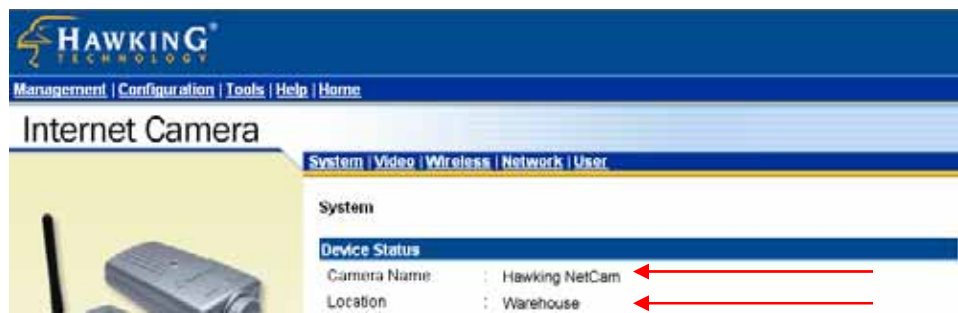 HAWKING
TECHNOLOGY
Management | Configuration | Tools | Help | Home
Internet Camera
System | Video | Wireless | Network | User
System
Device Status
Camera Name : Hawking NetCam
Location : Warehouse